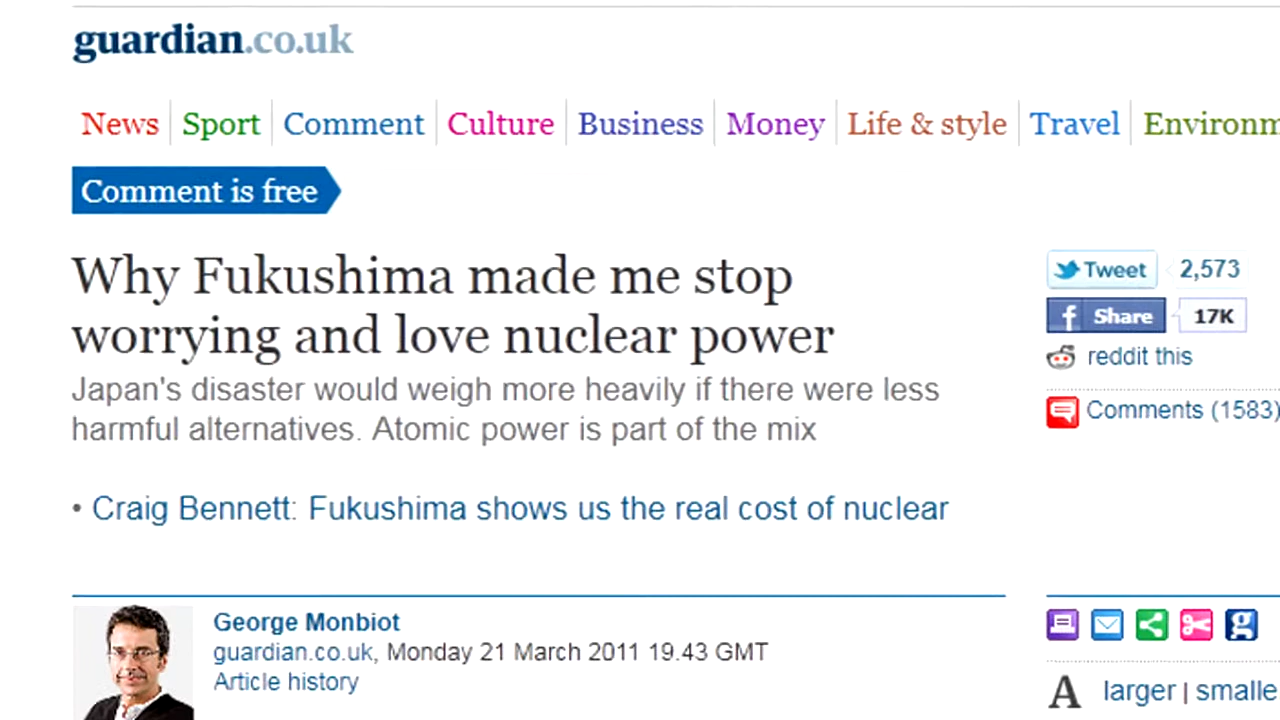 guardian.co.uk
News Sport Comment Culture Business Money Life & style Travel Environm
Comment is free
Why Fukushima made me stop
worrying and love nuclear power
Japan's disaster would weigh more heavily if there were less
harmful alternatives. Atomic power is part of the mix
• Craig Bennett: Fukushima shows us the real cost of nuclear
George Monbiot
guardian.co.uk, Monday 21 March 2011 19.43 GMT
Article history
Tweet 2,573
f Share 17K
reddit this
Comments (1583)
g
A larger | smalle